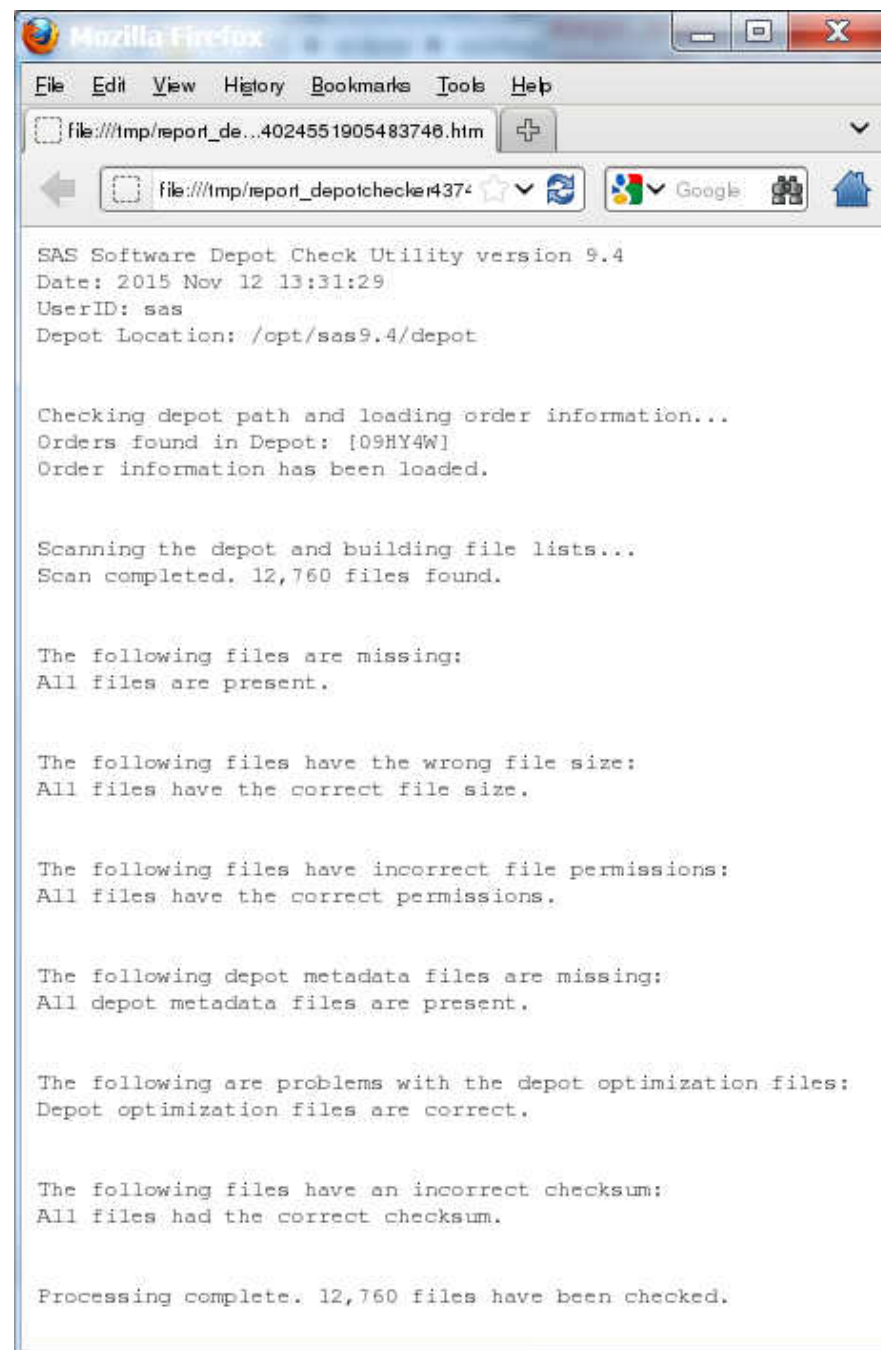 Mozilla Firefox
File Edit View History Bookmarks Tools Help
file:///tmp/report_de...4024551905483746.htm
file:///tmp/report_depotchecker4374 Google
SAS Software Depot Check Utility version 9.4
Date: 2015 Nov 12 13:31:29
UserID: sas
Depot Location: /opt/sas9.4/depot
Checking depot path and loading order information...
Orders found in Depot: [09HY4W]
Order information has been loaded.
Scanning the depot and building file lists...
Scan completed. 12,760 files found.
The following files are missing:
All files are present.
The following files have the wrong file size:
All files have the correct file size.
The following files have incorrect file permissions:
All files have the correct permissions.
The following depot metadata files are missing:
All depot metadata files are present.
The following are problems with the depot optimization files:
Depot optimization files are correct.
The following files have an incorrect checksum:
All files had the correct checksum.
Processing complete. 12,760 files have been checked.